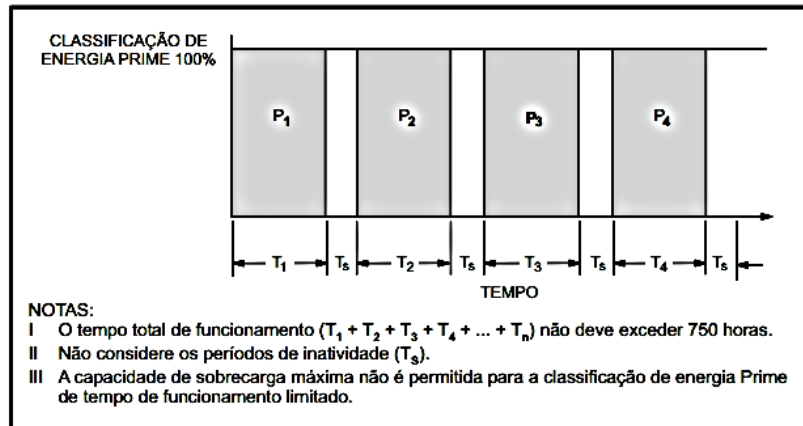 CLASSIFICAÇÃO DE
ENERGIA PRIME 100%
P1
P2
P3
P4
T1
Ts
T2
Ts
T3
Ts
T4
Ts
TEMPO
NOTAS:
I O tempo total de funcionamento (T1 + T2 + T3 + T4 + ... + Tn) não deve exceder 750 horas.
II Não considere os períodos de inatividade (Ts).
III A capacidade de sobrecarga máxima não é permitida para a classificação de energia Prime
de tempo de funcionamento limitado.